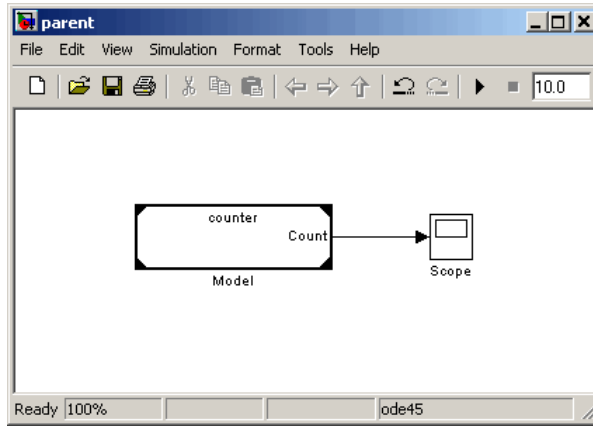 parent
File Edit View Simulation Format Tools Help
10.0
counter
Count
Model
Scope
Ready 100% ode45